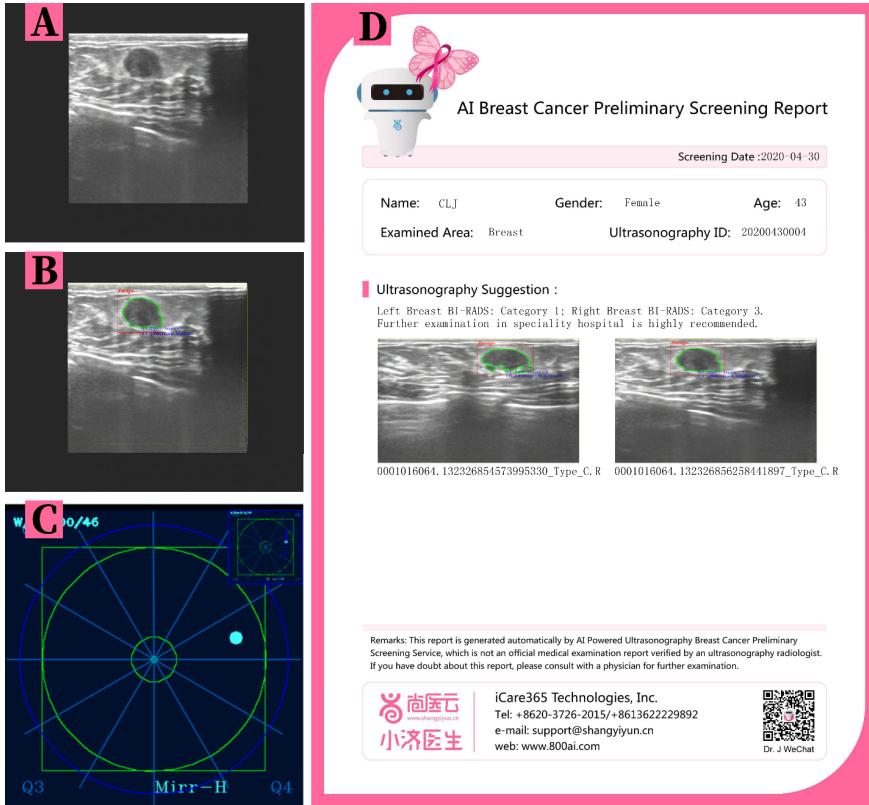 A
B
C
W/
00/46
Q3
Mirr-H
Q4
D
AI Breast Cancer Preliminary Screening Report
Screening Date :2020-04-30
Name: CLJ Gender: Female Age: 43
Examined Area: Breast Ultrasonography ID: 20200430004
Ultrasonography Suggestion :
Left Breast BI-RADS: Category 1; Right Breast BI-RADS: Category 3.
Further examination in speciality hospital is highly recommended.
0001016064.132326854573995330_Type_C.R
0001016064.132326856258441897_Type_C.R
Remarks: This report is generated automatically by AI Powered Ultrasonography Breast Cancer Preliminary
Screening Service, which is not an official medical examination report verified by an ultrasonography radiologist.
If you have doubt about this report, please consult with a physician for further examination.
尚医云
www.shangyiyun.cn
小济医生
iCare365 Technologies, Inc.
Tel: +8620-3726-2015/+8613622229892
e-mail: support@shangyiyun.cn
web: www.800ai.com
Dr. J WeChat